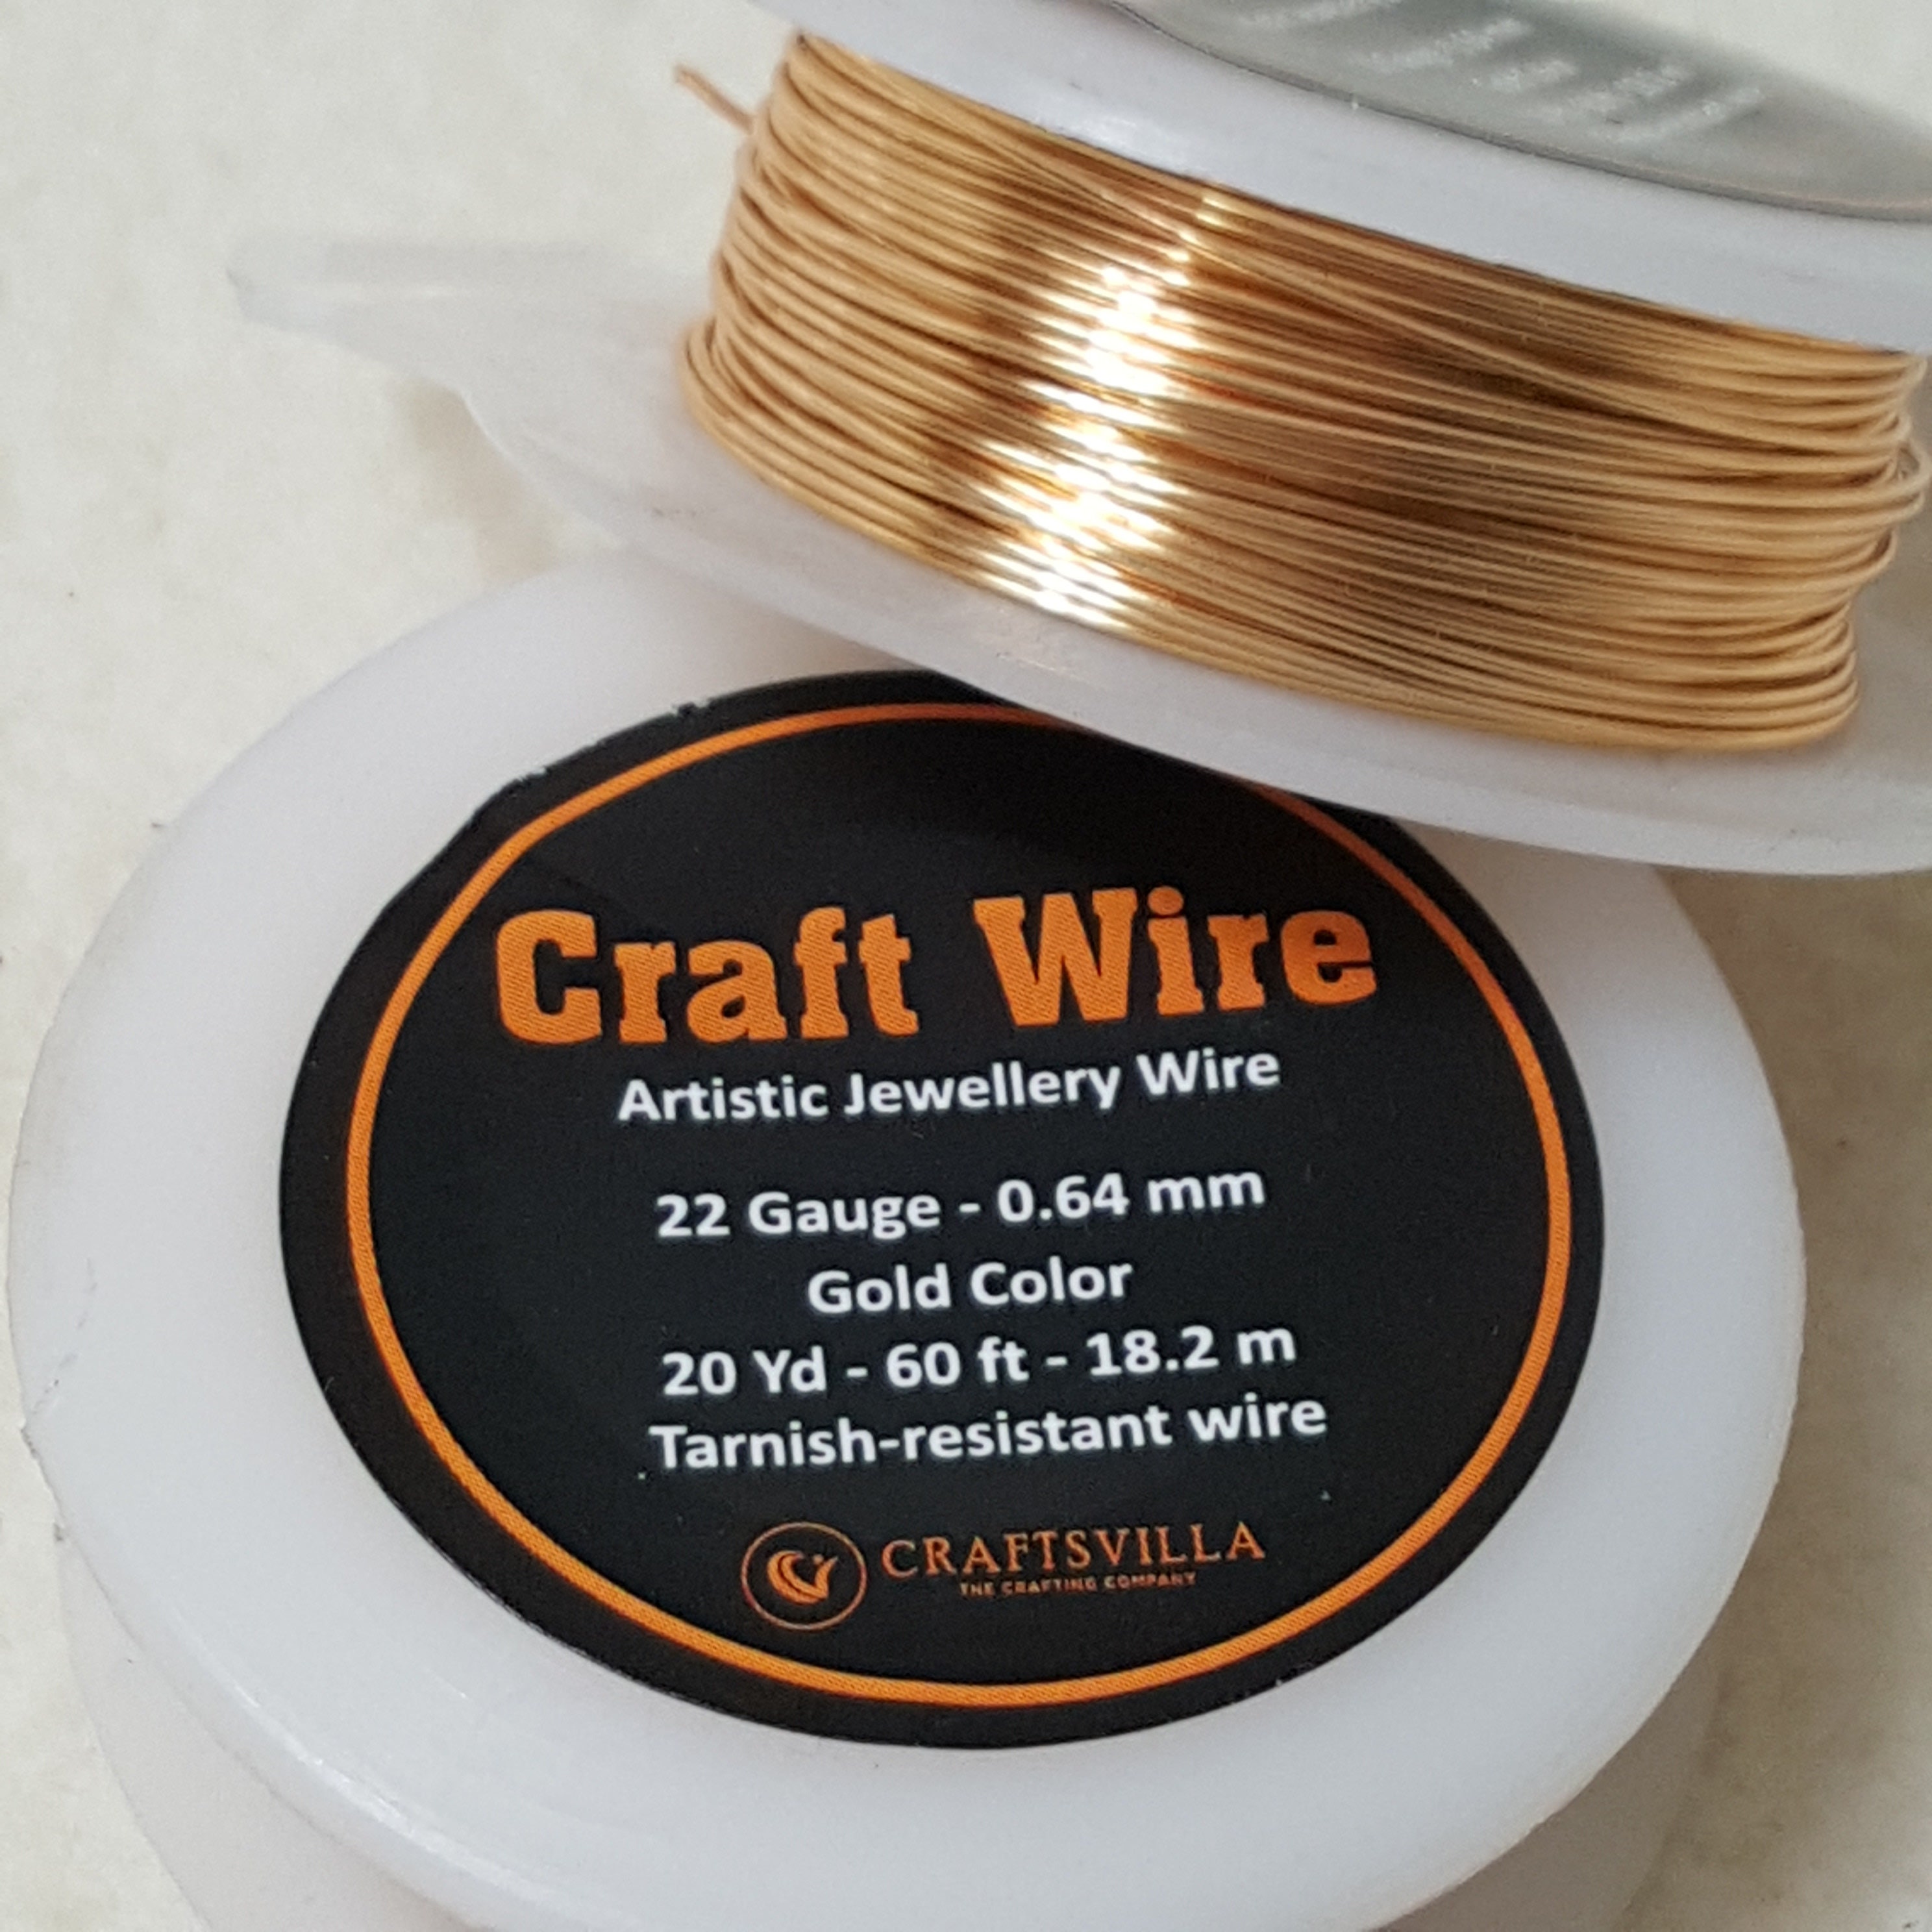 Craft Wire
Artistic Jewellery Wire
22 Gauge - 0.64 mm
Gold Color
20 Yd - 60 ft - 18.2 m
Tarnish-resistant wire
CRAFTSVILLA
THE CRAFTING COMPANY